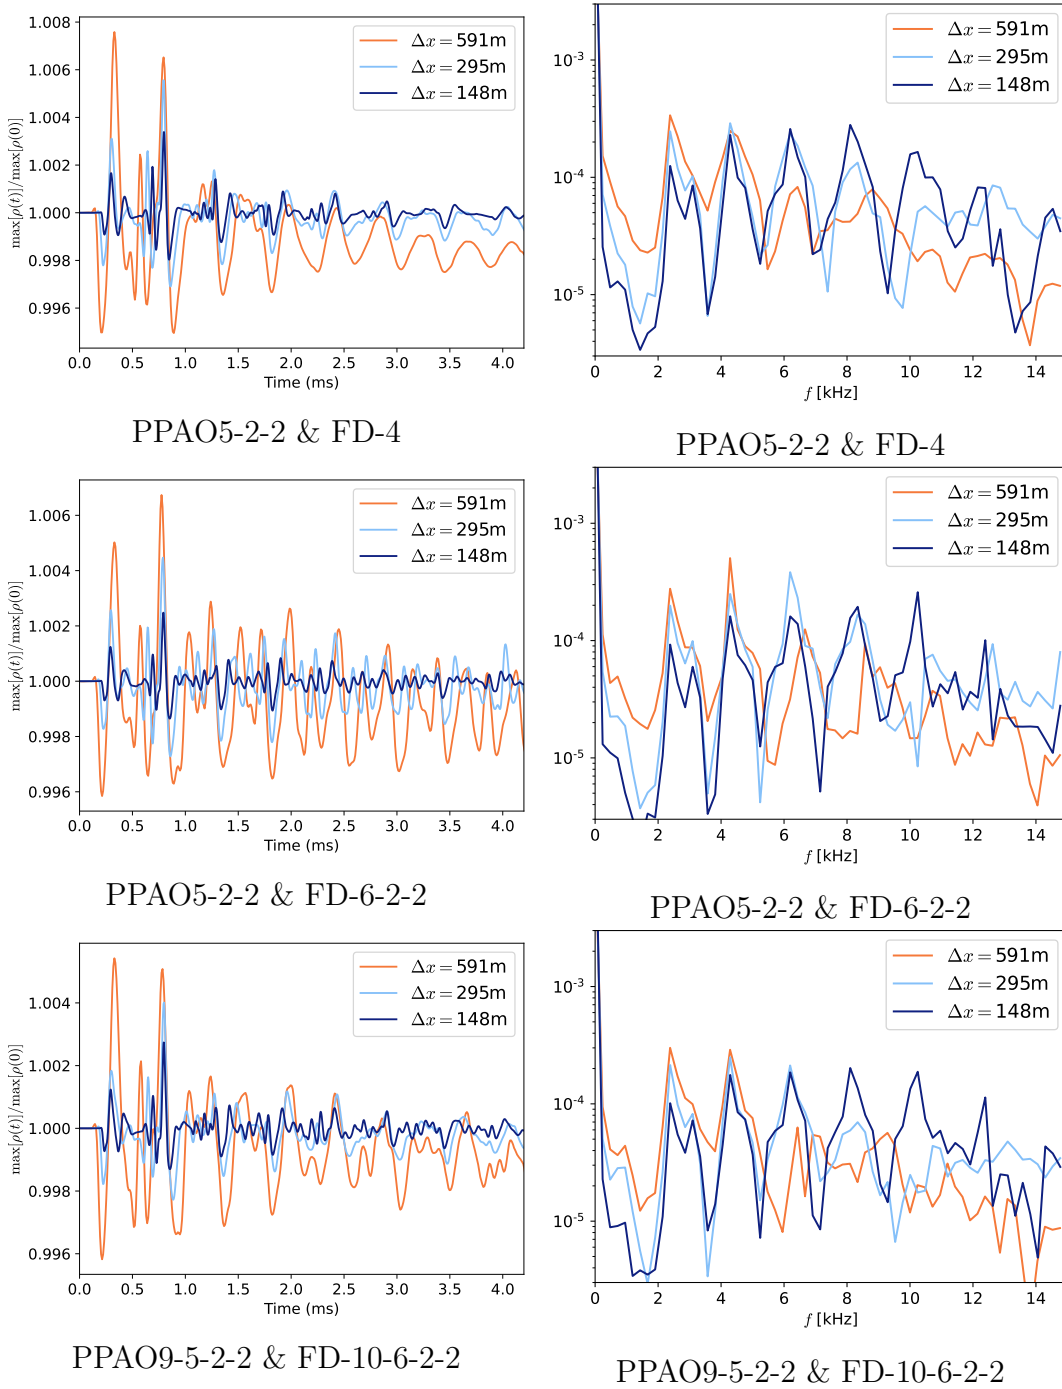 max[ρ(t)]/max[ρ(0)]
1.008
1.006
1.004
1.002
1.000
0.998
0.996
Δx = 591m
Δx = 295m
Δx = 148m
0.0 0.5 1.0 1.5 2.0 2.5 3.0 3.5 4.0
Time (ms)
PPAO5-2-2 & FD-4
10-3
10-4
10-5
Δx = 591m
Δx = 295m
Δx = 148m
0 2 4 6 8 10 12 14
f [kHz]
PPAO5-2-2 & FD-4
max[ρ(t)]/max[ρ(0)]
1.006
1.004
1.002
1.000
0.998
0.996
Δx = 591m
Δx = 295m
Δx = 148m
0.0 0.5 1.0 1.5 2.0 2.5 3.0 3.5 4.0
Time (ms)
PPAO5-2-2 & FD-6-2-2
10-3
10-4
10-5
Δx = 591m
Δx = 295m
Δx = 148m
0 2 4 6 8 10 12 14
f [kHz]
PPAO5-2-2 & FD-6-2-2
max[ρ(t)]/max[ρ(0)]
1.004
1.002
1.000
0.998
0.996
Δx = 591m
Δx = 295m
Δx = 148m
0.0 0.5 1.0 1.5 2.0 2.5 3.0 3.5 4.0
Time (ms)
PPAO9-5-2-2 & FD-10-6-2-2
10-3
10-4
10-5
Δx = 591m
Δx = 295m
Δx = 148m
0 2 4 6 8 10 12 14
f [kHz]
PPAO9-5-2-2 & FD-10-6-2-2